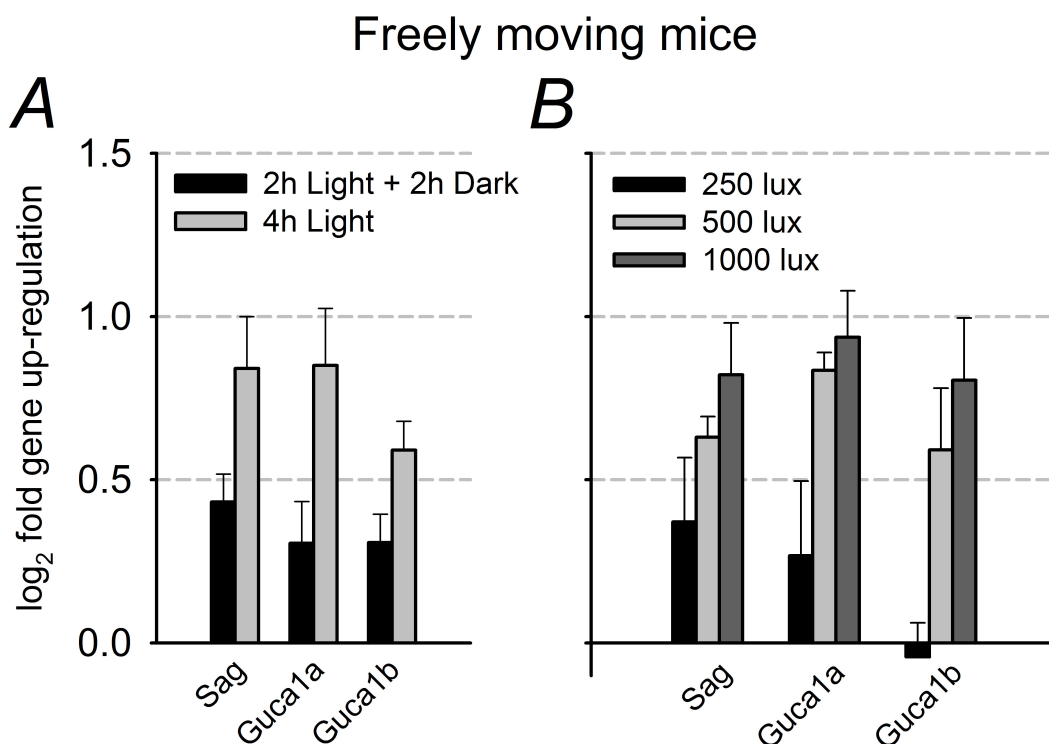 Freely moving mice
A
B
log₂ fold gene up-regulation
1.5
1.0
0.5
0.0
2h Light + 2h Dark
4h Light
Sag
Guca1a
Guca1b
250 lux
500 lux
1000 lux
Sag
Guca1a
Guca1b